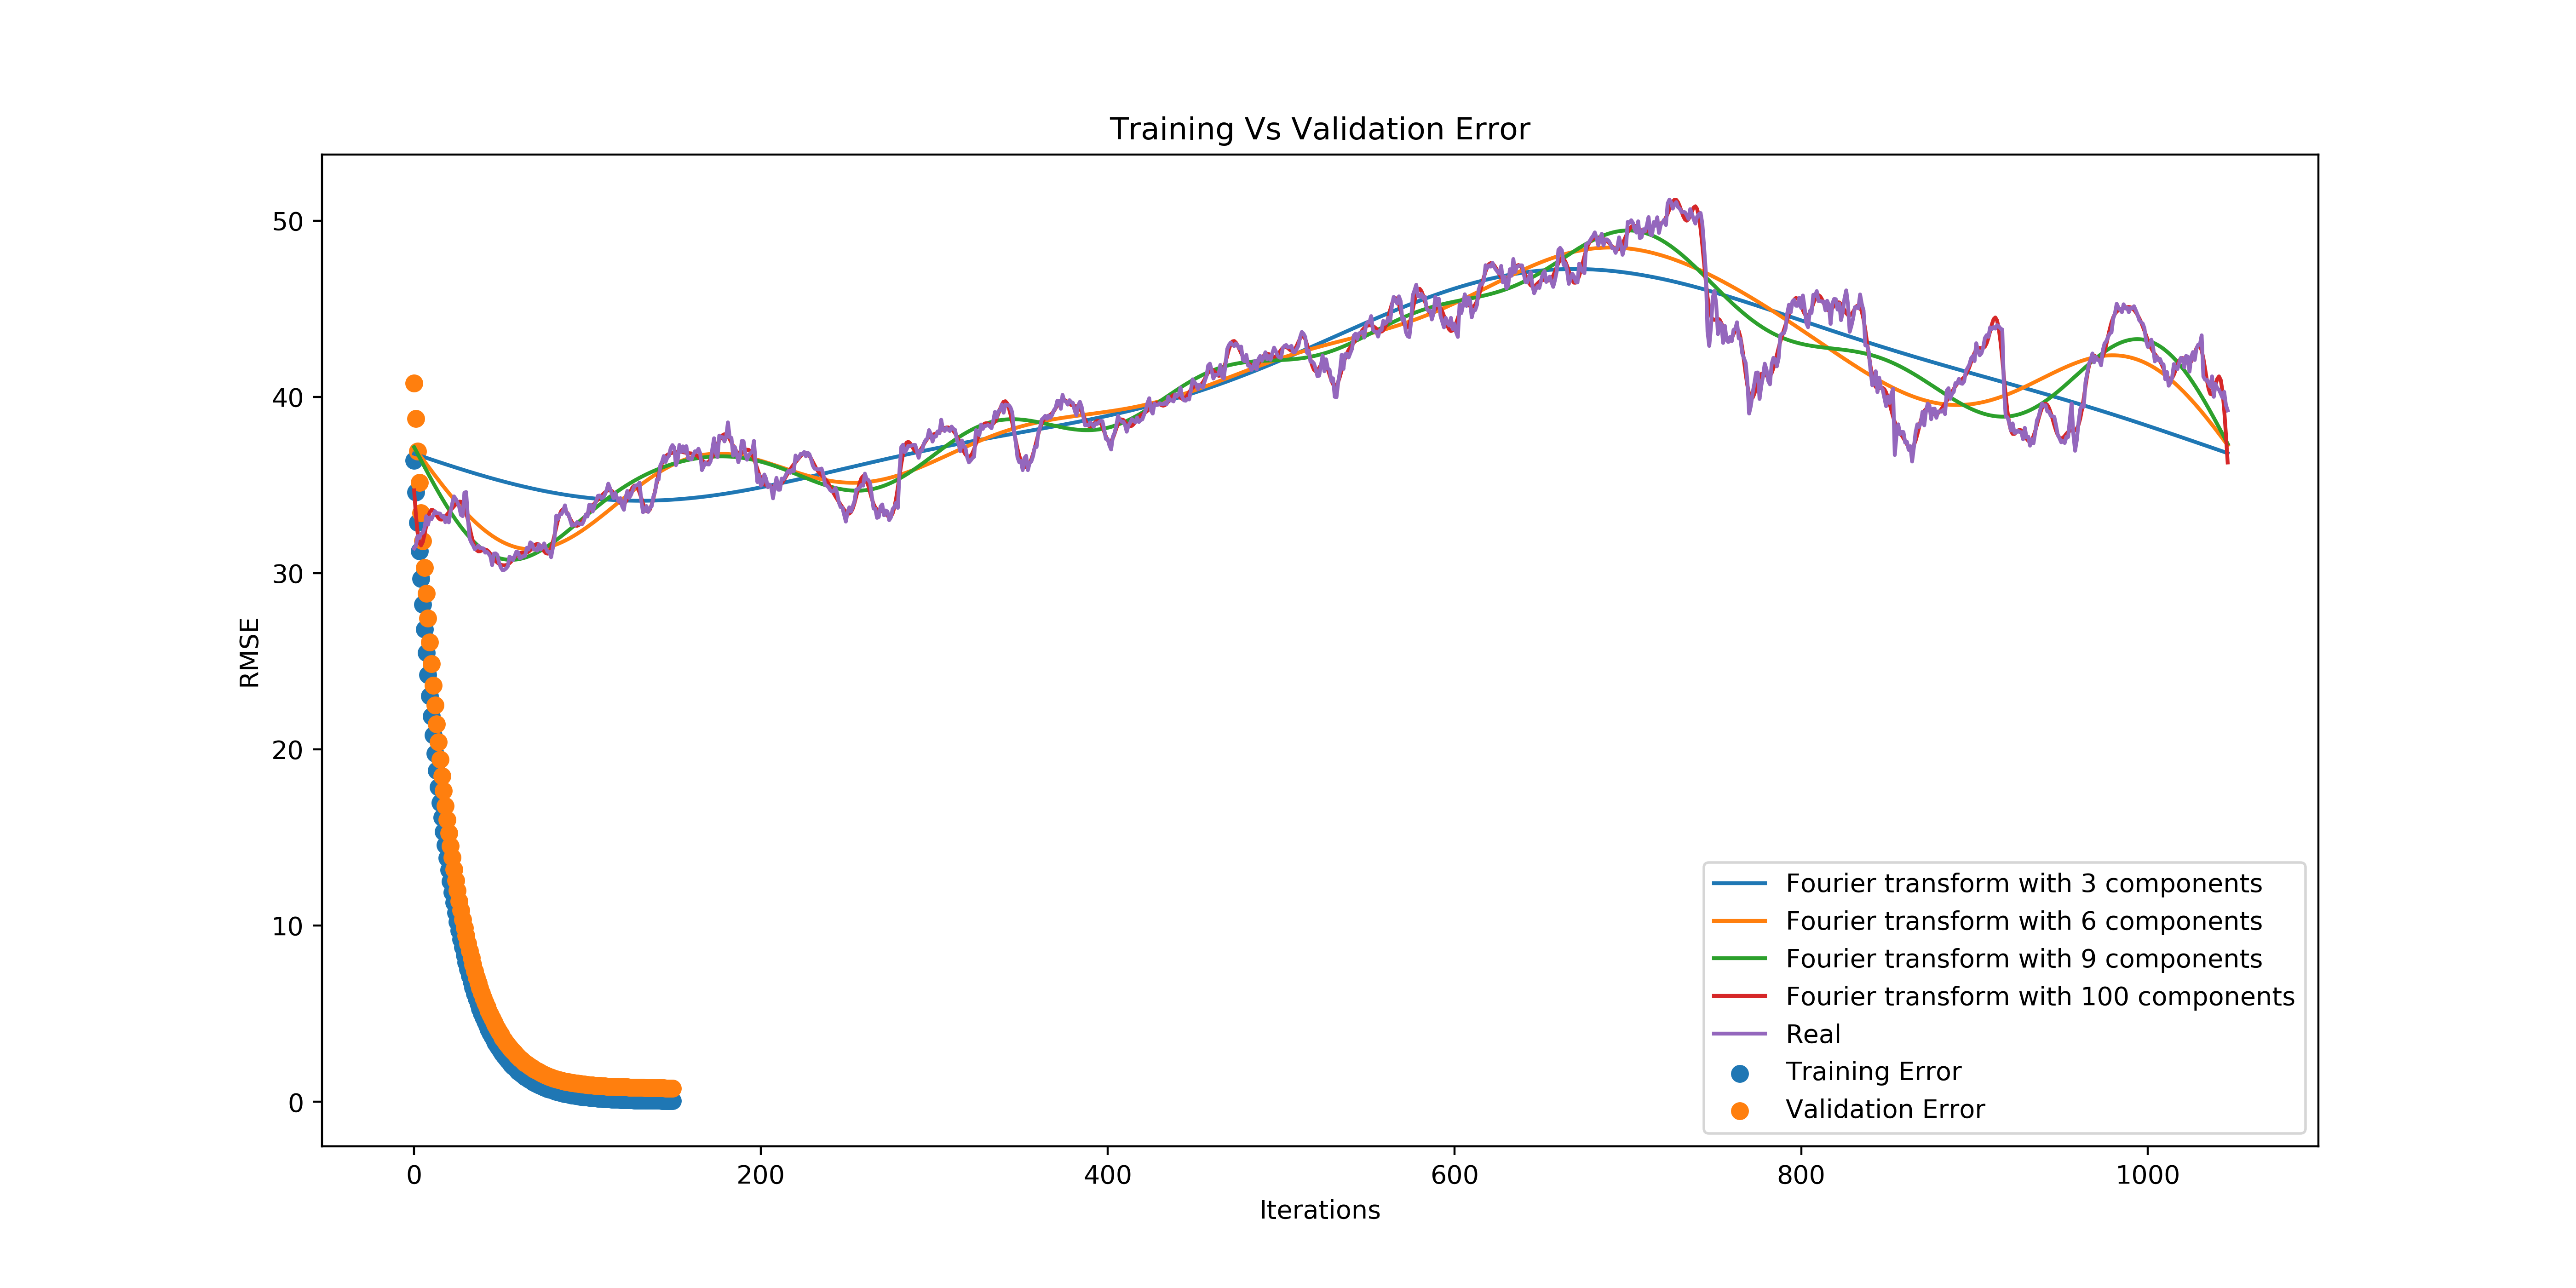 Training Vs Validation Error
RMSE
50
40
30
20
10
0
0 200 400 600 800 1000
Iterations
Fourier transform with 3 components
Fourier transform with 6 components
Fourier transform with 9 components
Fourier transform with 100 components
Real
Training Error
Validation Error